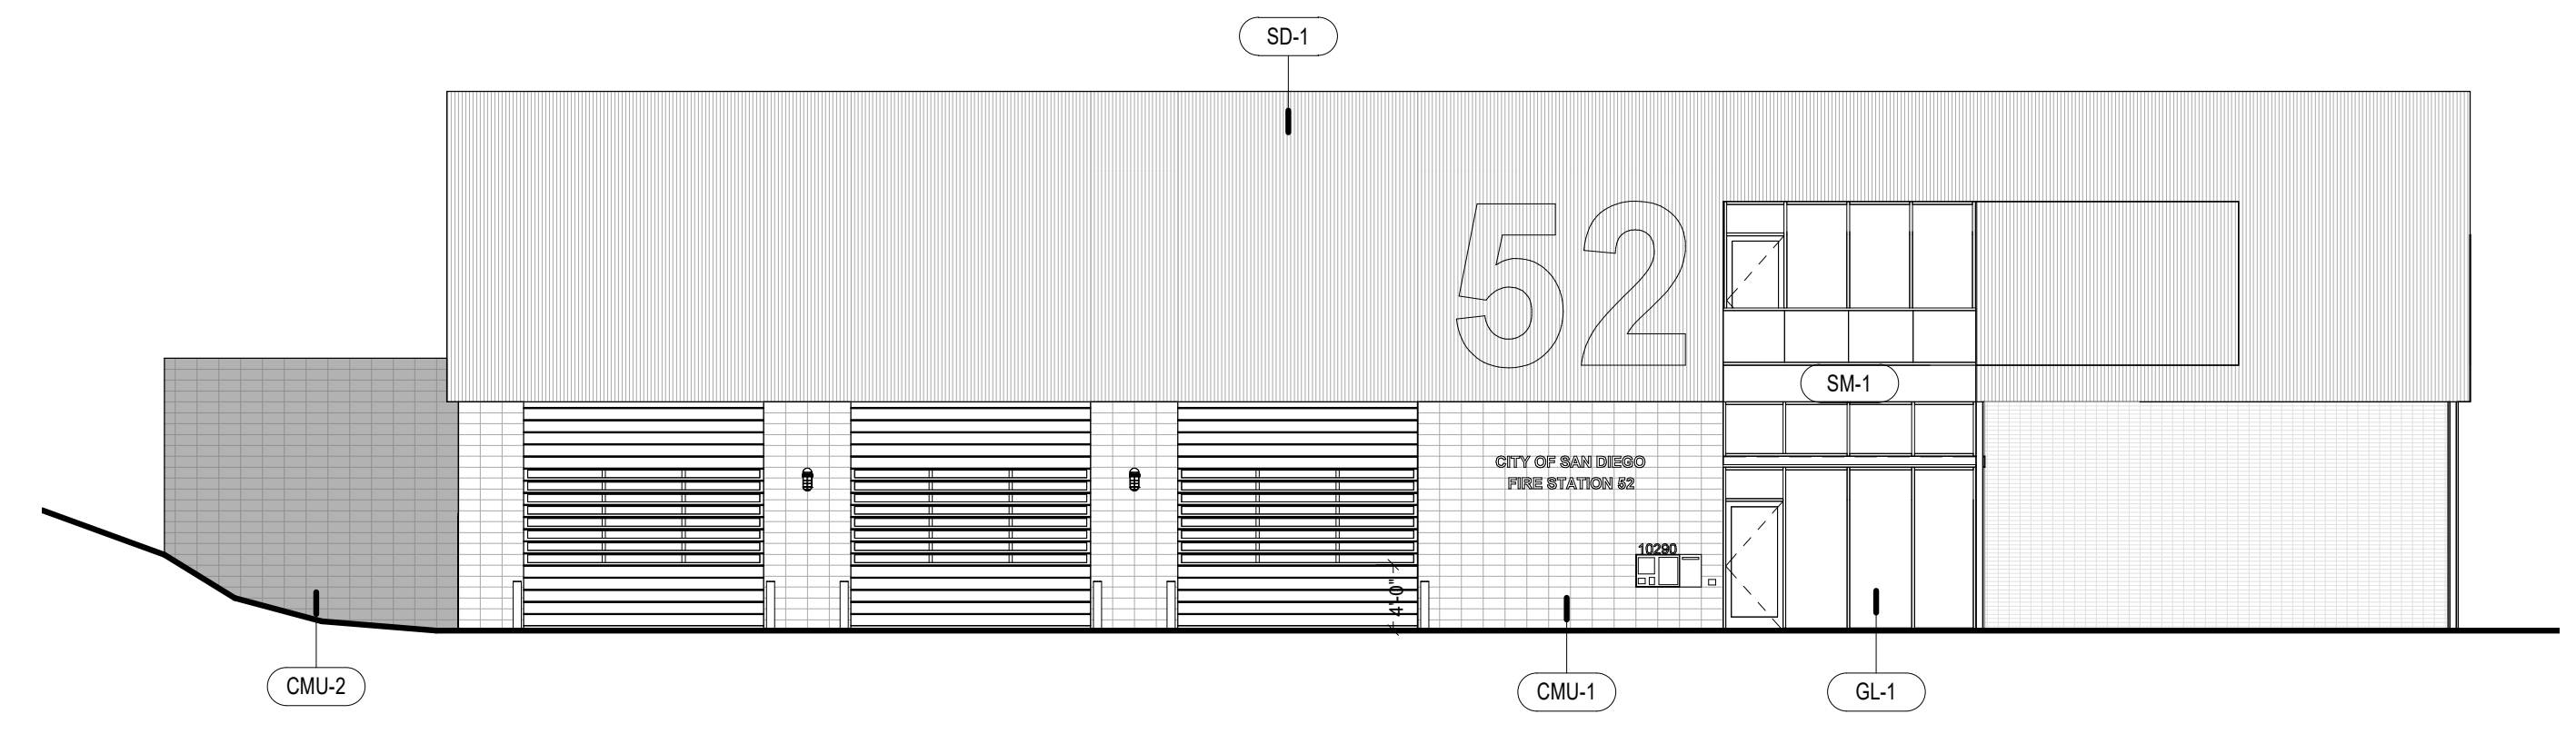 SD-1
52
SM-1
CITY OF SAN DIEGO
FIRE STATION 52
10290
4'-0"
CMU-2
CMU-1
GL-1